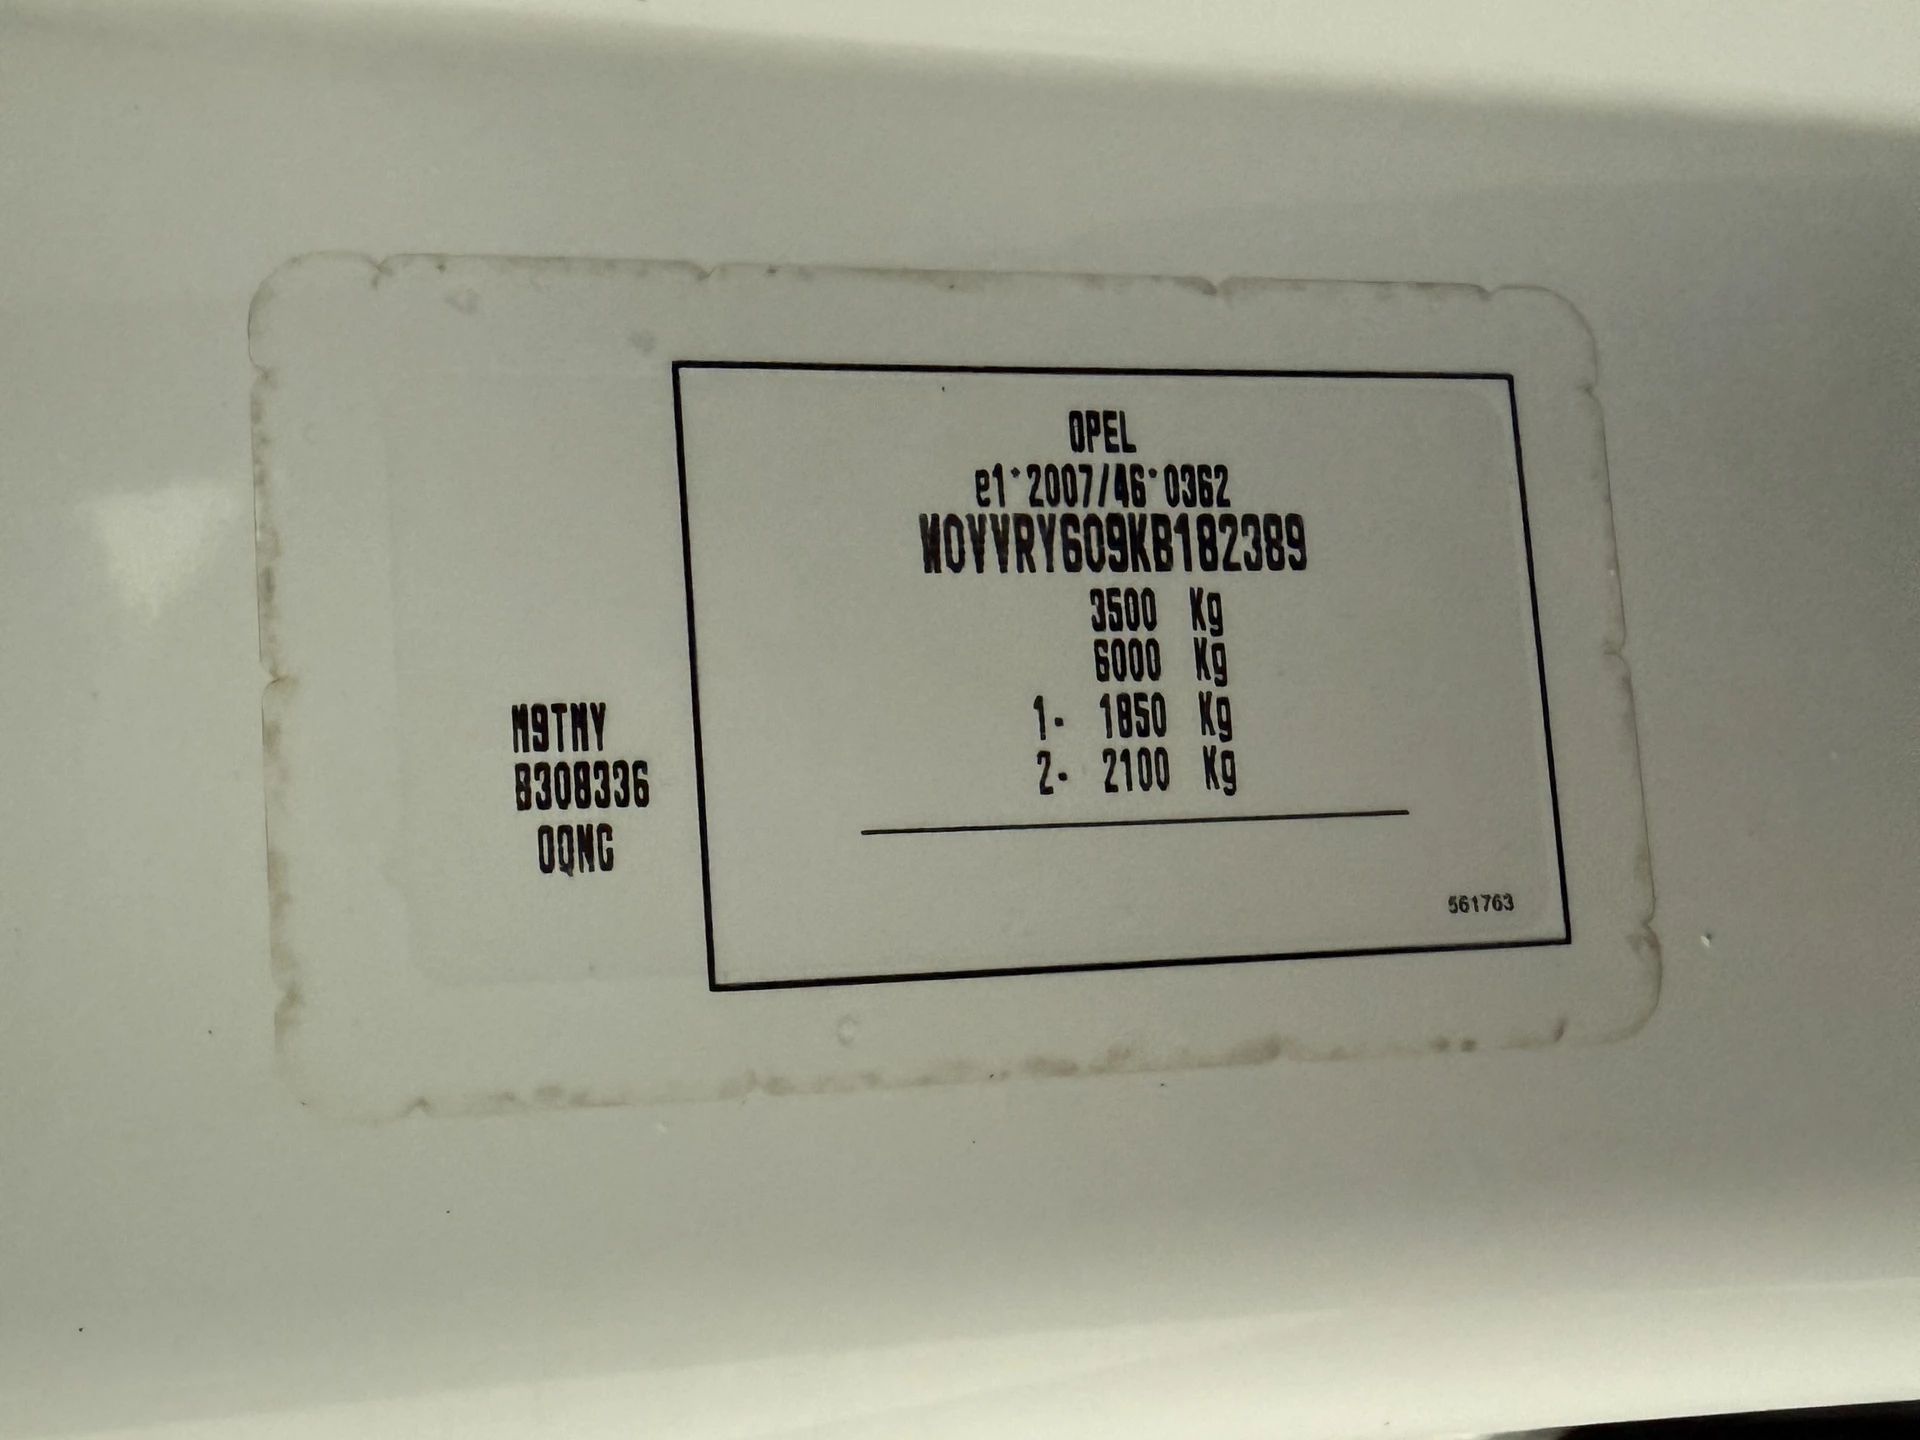 OPEL
e1*2007/46*0362
W0VVRY609KB182389
3500 Kg
6000 Kg
1- 1850 Kg
2- 2100 Kg
M9TMY
B308336
0QNG
561763